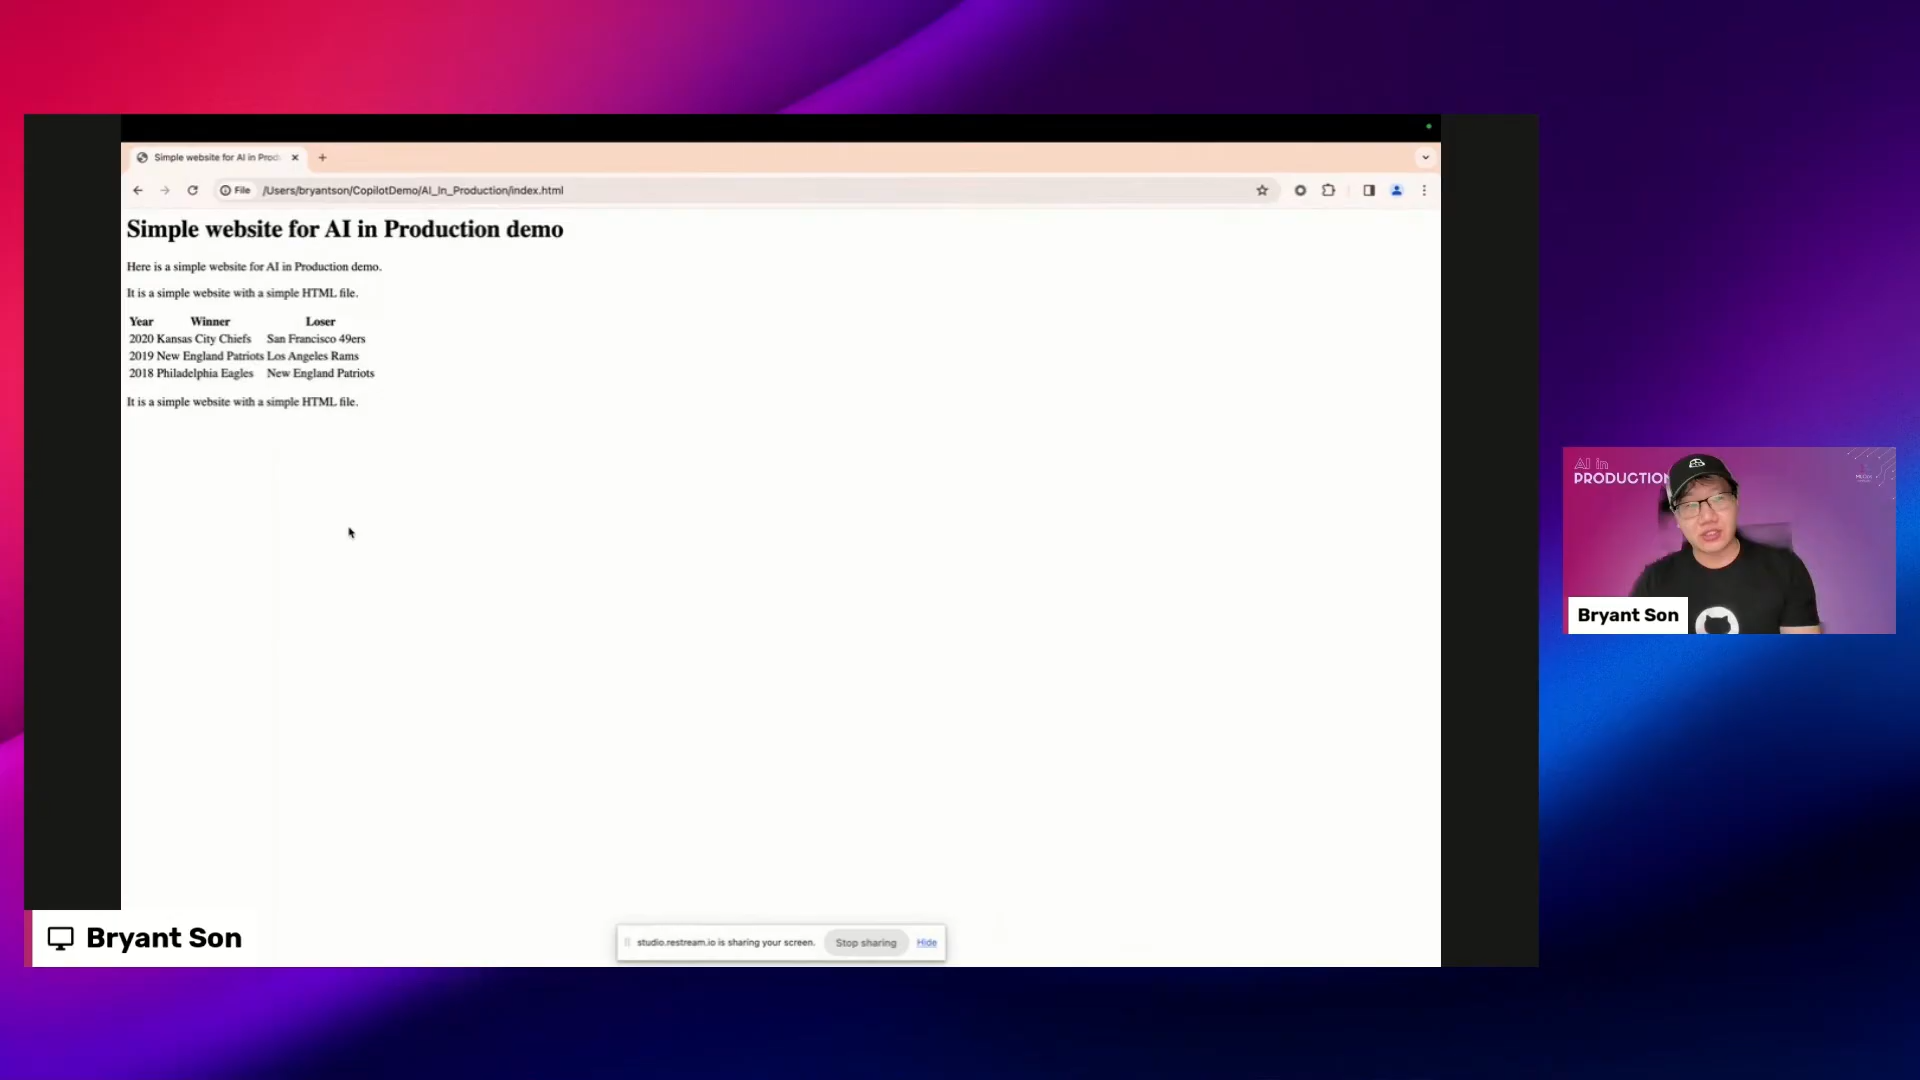 Simple website for AI in Prod
File /Users/bryantson/CopilotDemo/AI_In_Production/index.html
Simple website for AI in Production demo
Here is a simple website for AI in Production demo.
It is a simple website with a simple HTML file.
Year Winner Loser
2020 Kansas City Chiefs San Francisco 49ers
2019 New England Patriots Los Angeles Rams
2018 Philadelphia Eagles New England Patriots
It is a simple website with a simple HTML file.
AI in
PRODUCTION
Bryant Son
Bryant Son
studio.restream.io is sharing your screen. Stop sharing Hide